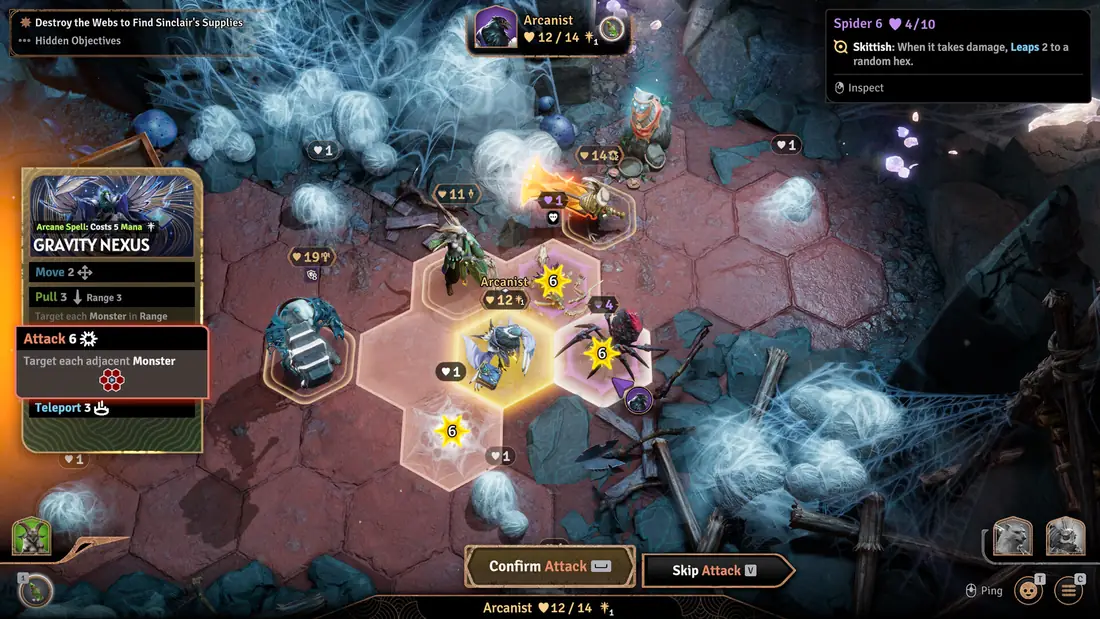 Destroy the Webs to Find Sinclair's Supplies
Hidden Objectives
Arcanist
12 / 14
1
Spider 6 4/10
Skittish: When it takes damage, Leaps 2 to a
random hex.
Inspect
1
1
14
11
1
19
Arcane Spell: Costs 5 Mana
GRAVITY NEXUS
Move 2
Pull 3 Range 3
Target each Monster in Range
Attack 6
Target each adjacent Monster
Teleport 3
Arcanist
12 1
6
4
6
1
6
1
1
1
Confirm Attack
Skip Attack V
Ping
T
C
Arcanist 12 / 14 1